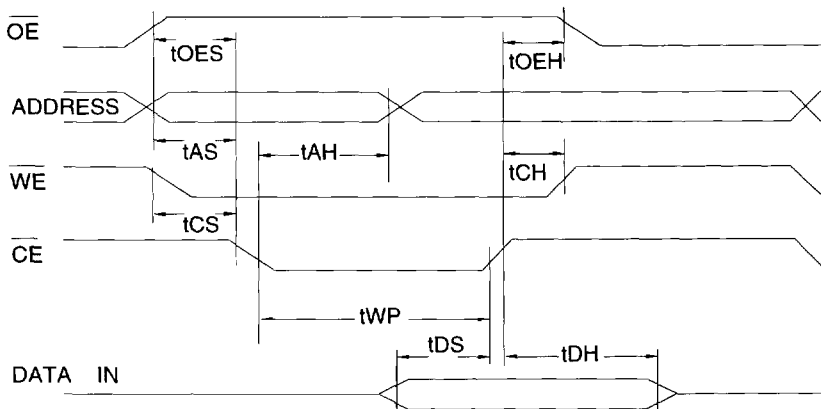 OE
tOES
tOEH
ADDRESS
tAS
tAH
WE
tCH
tCS
CE
tWP
tDS
tDH
DATA IN